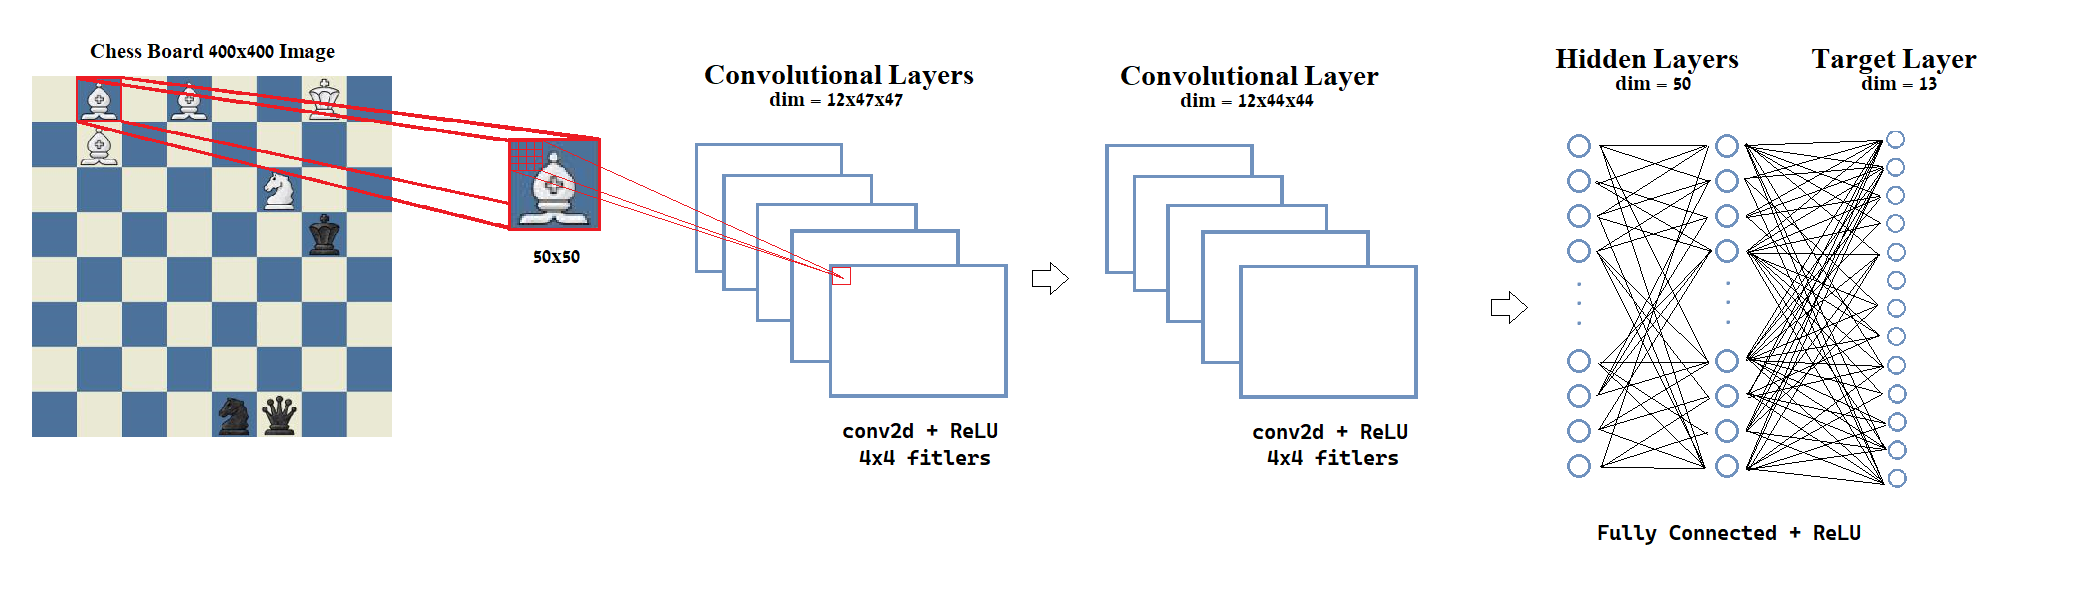 Chess Board 400x400 Image
50x50
Convolutional Layers
dim = 12x47x47
conv2d + ReLU
4x4 fitlers
Convolutional Layer
dim = 12x44x44
conv2d + ReLU
4x4 fitlers
Hidden Layers
dim = 50
Target Layer
dim = 13
Fully Connected + ReLU